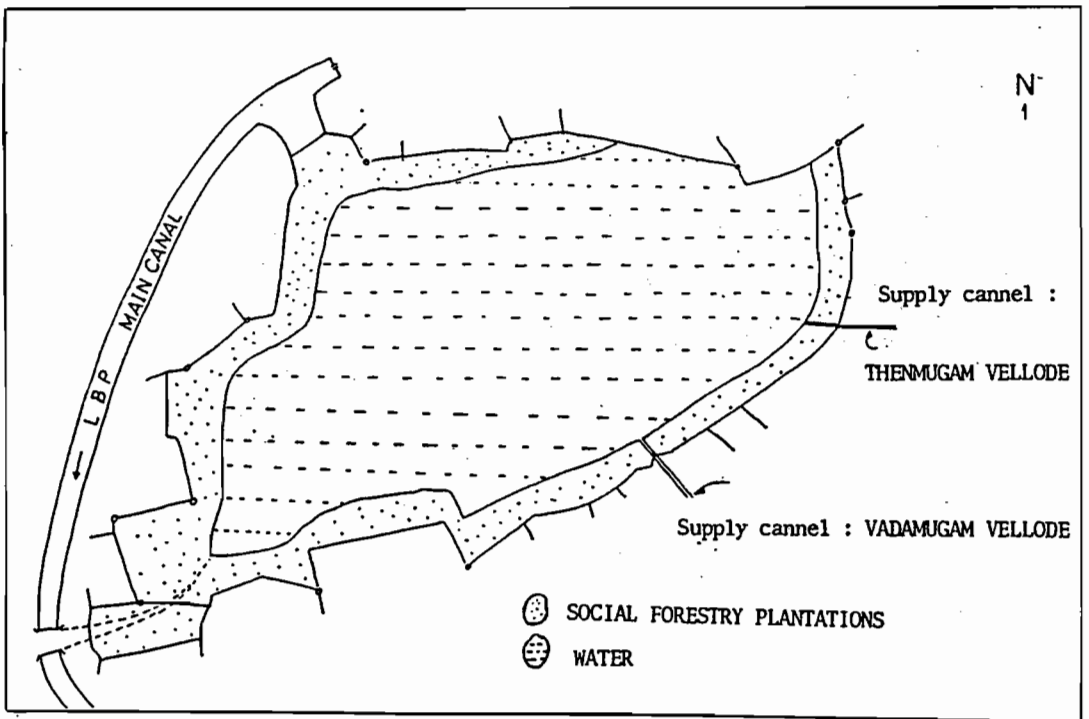 N
L B P MAIN CANAL
Supply cannel :
THENMUGAM VELLODE
Supply cannel : VADAMUGAM VELLODE
SOCIAL FORESTRY PLANTATIONS
WATER